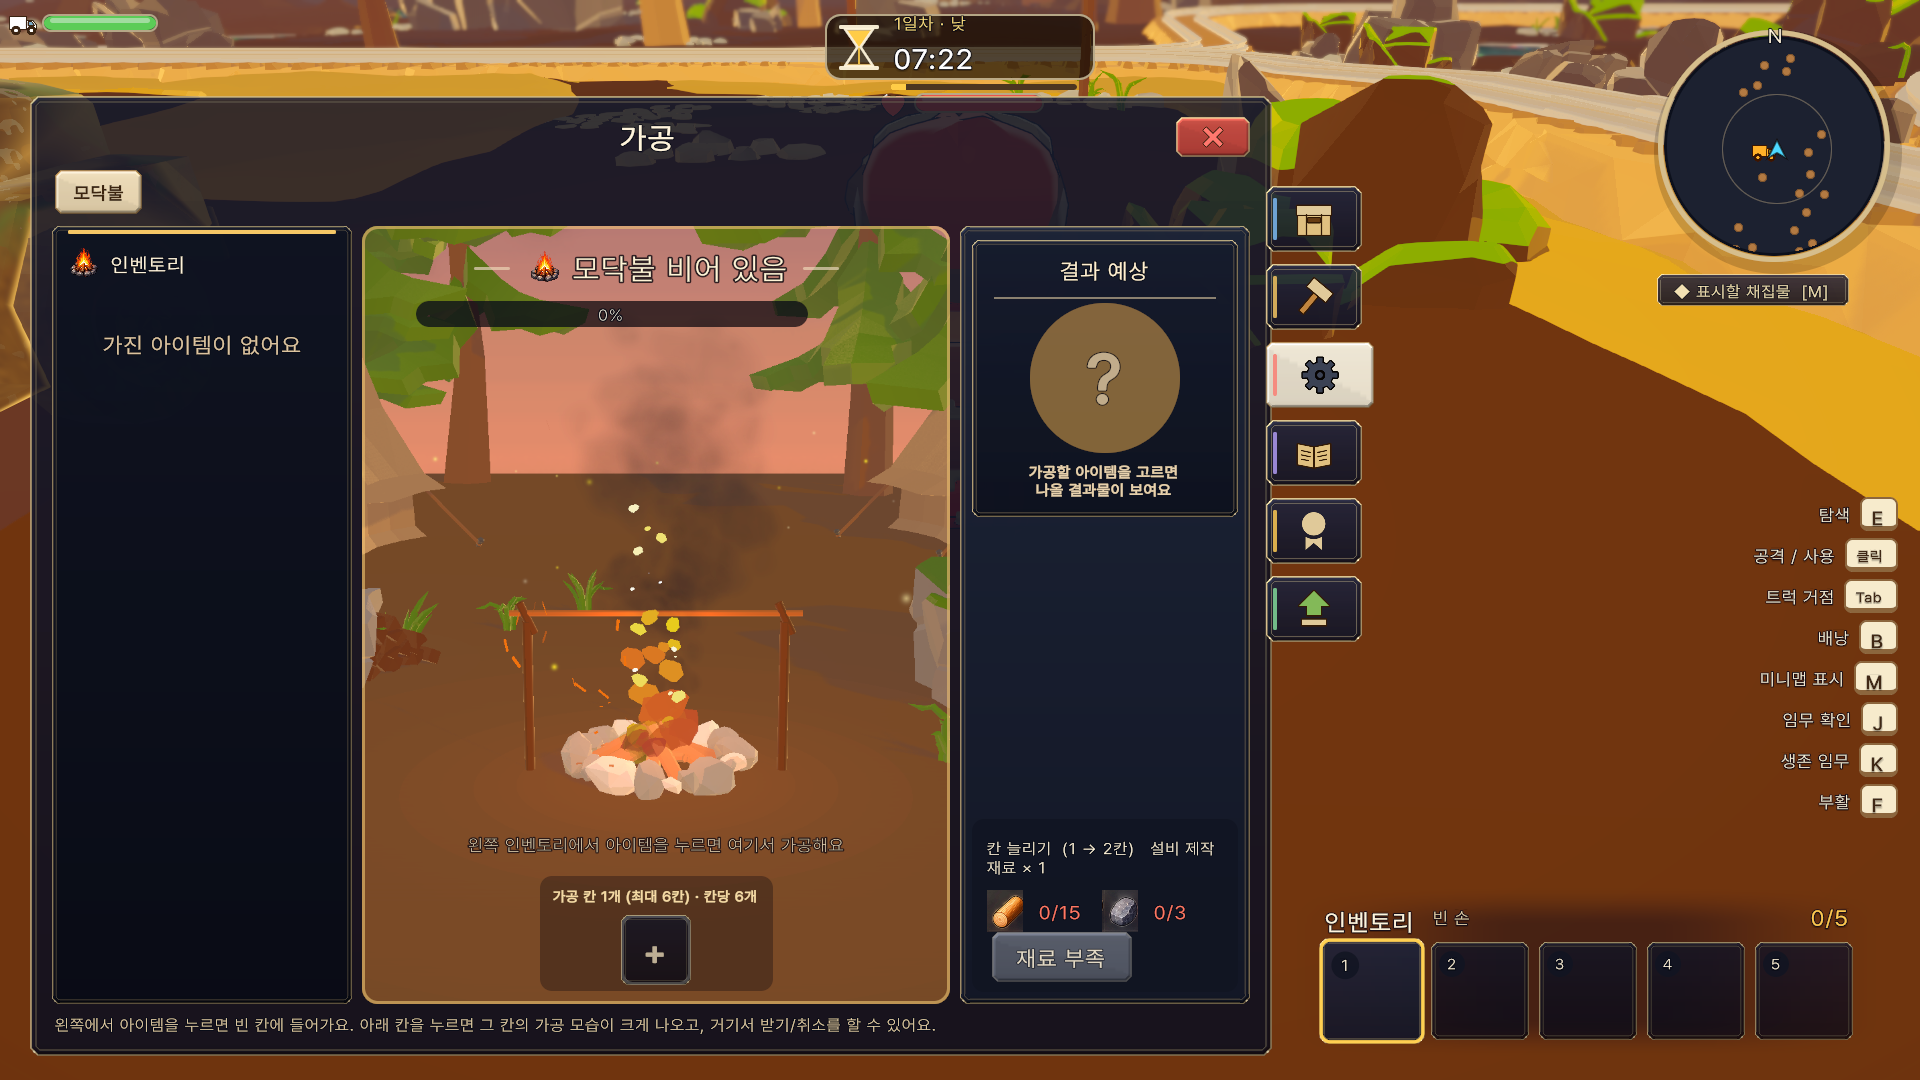 1일차 · 낮
07:22
N
가공
모닥불
인벤토리
가진 아이템이 없어요
모닥불 비어 있음
0%
왼쪽 인벤토리에서 아이템을 누르면 여기서 가공해요
가공 칸 1개 (최대 6칸) · 칸당 6개
+
결과 예상
?
가공할 아이템을 고르면
나올 결과물이 보여요
칸 늘리기 (1 → 2칸) 설비 제작
재료 × 1
0/15
0/3
재료 부족
왼쪽에서 아이템을 누르면 빈 칸에 들어가요. 아래 칸을 누르면 그 칸의 가공 모습이 크게 나오고, 거기서 받기/취소를 할 수 있어요.
◆ 표시할 채집물 [M]
탐색 E
공격 / 사용 클릭
트럭 거점 Tab
배낭 B
미니맵 표시 M
임무 확인 J
생존 임무 K
부활 F
인벤토리 빈 손 0/5
1 2 3 4 5